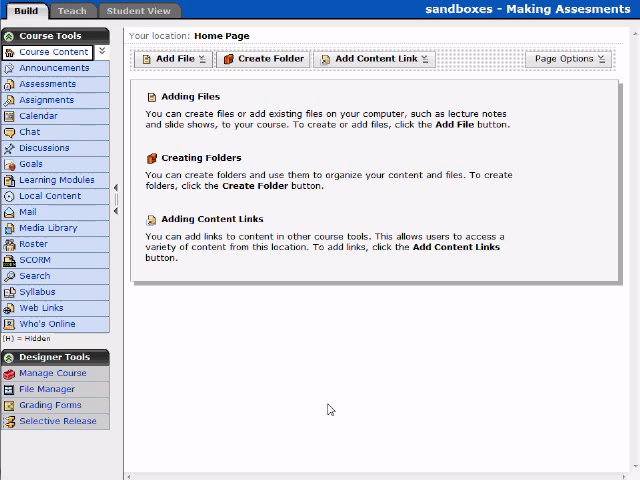 Build Teach Student View sandboxes - Making Assesments
Course Tools
Course Content
Announcements
Assessments
Assignments
Calendar
Chat
Discussions
Goals
Learning Modules
Local Content
Mail
Media Library
Roster
SCORM
Search
Syllabus
Web Links
Who's Online
[H] = Hidden
Designer Tools
Manage Course
File Manager
Grading Forms
Selective Release
Your location: Home Page
Add File Create Folder Add Content Link Page Options
Adding Files
You can create files or add existing files on your computer, such as lecture notes
and slide shows, to your course. To create or add files, click the Add File button.
Creating Folders
You can create folders and use them to organize your content and files. To create
folders, click the Create Folder button.
Adding Content Links
You can add links to content in other course tools. This allows users to access a
variety of content from this location. To add links, click the Add Content Links
button.